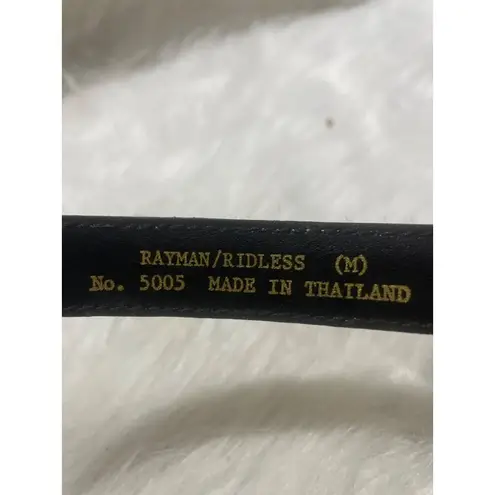 RAYMAN/RIDLESS (M)
No. 5005 MADE IN THAILAND